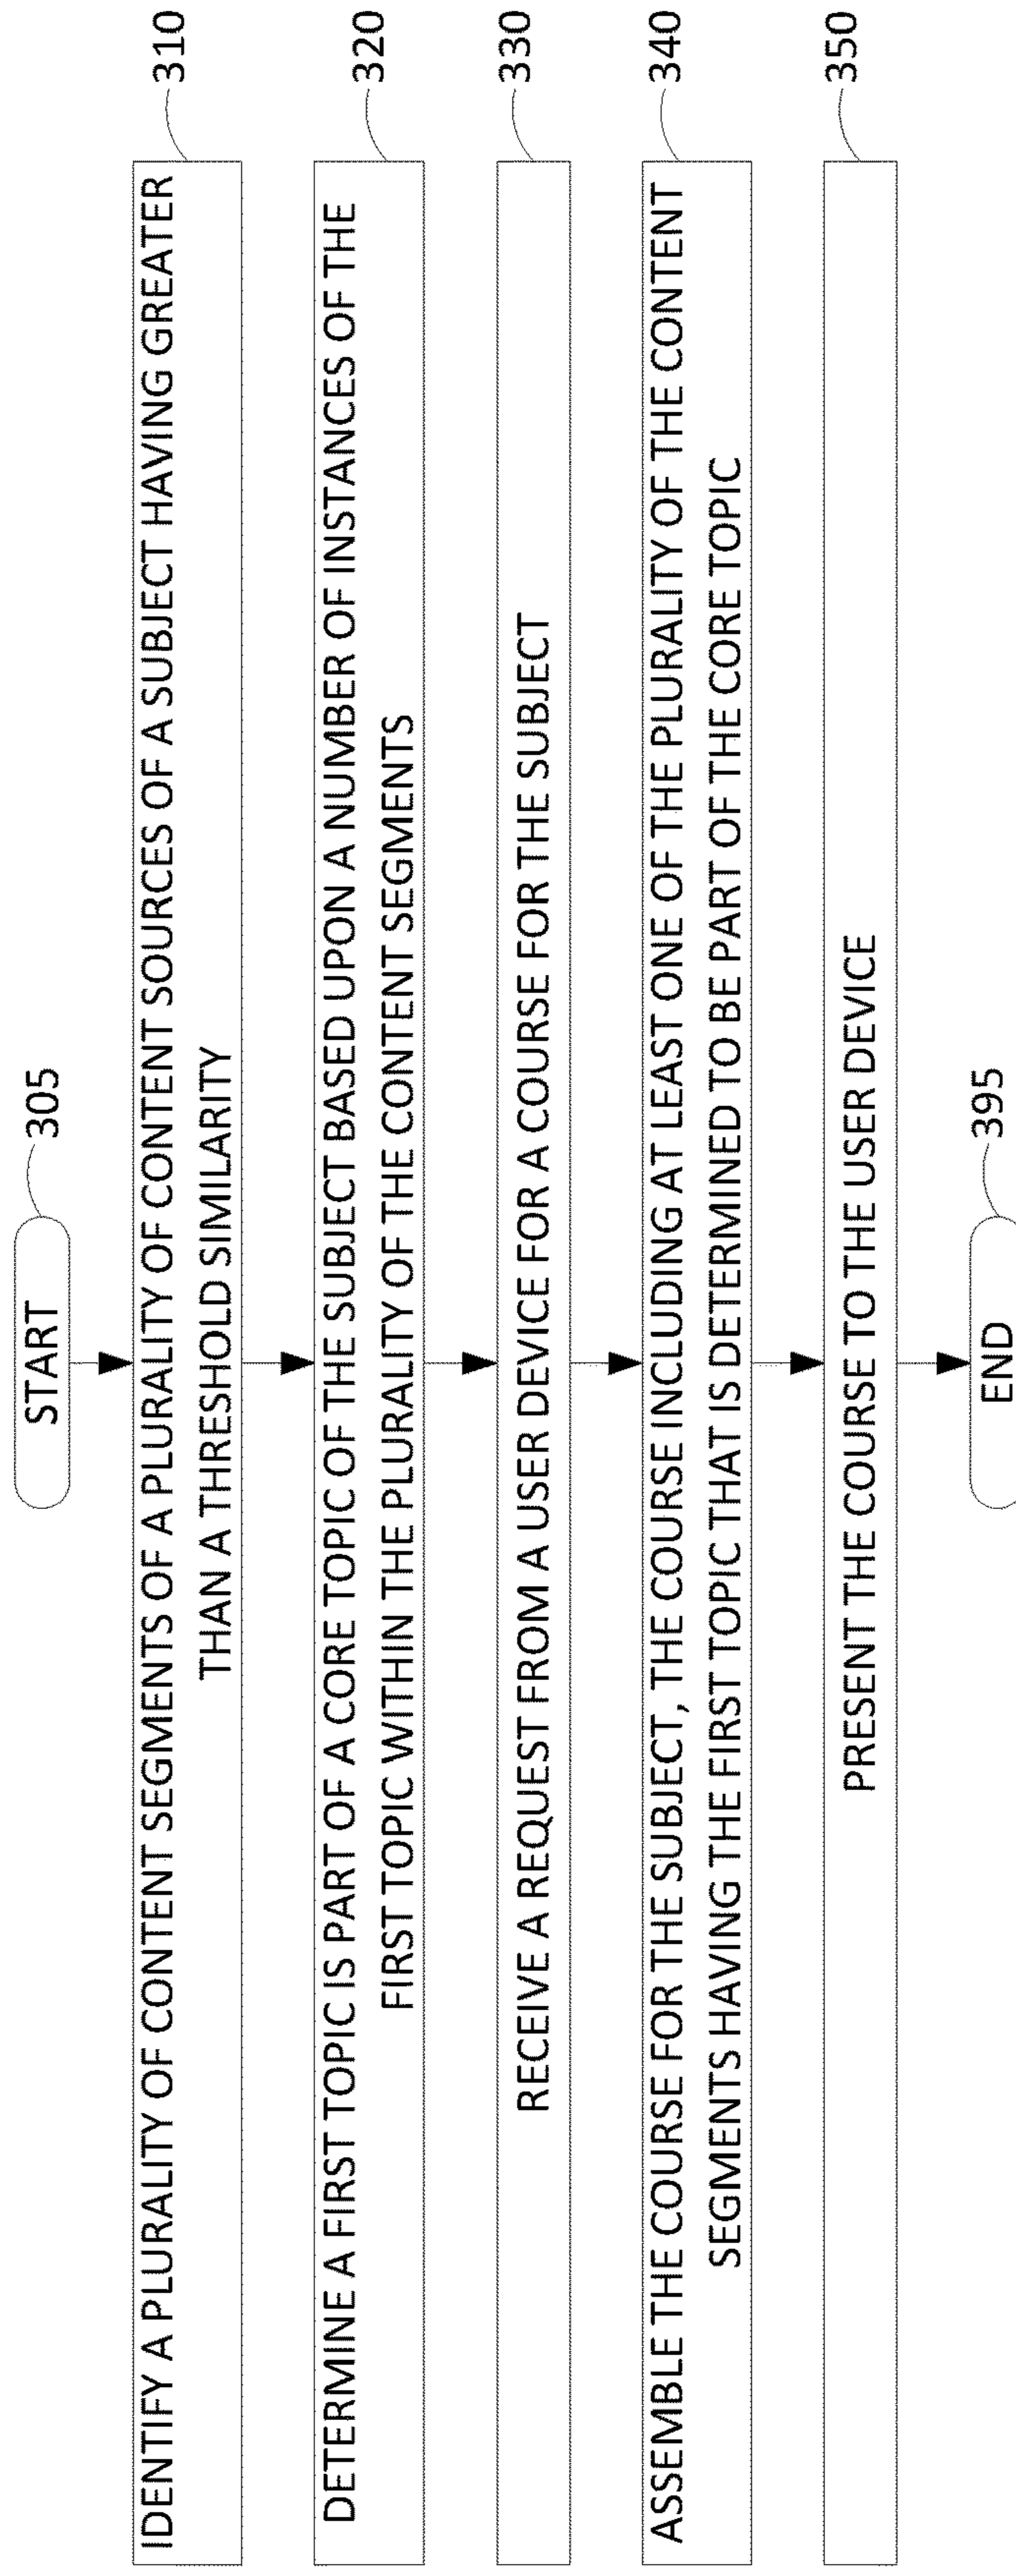 START
305
IDENTIFY A PLURALITY OF CONTENT SEGMENTS OF A PLURALITY OF CONTENT SOURCES OF A SUBJECT HAVING GREATER
THAN A THRESHOLD SIMILARITY
310
DETERMINE A FIRST TOPIC IS PART OF A CORE TOPIC OF THE SUBJECT BASED UPON A NUMBER OF INSTANCES OF THE
FIRST TOPIC WITHIN THE PLURALITY OF THE CONTENT SEGMENTS
320
RECEIVE A REQUEST FROM A USER DEVICE FOR A COURSE FOR THE SUBJECT
330
ASSEMBLE THE COURSE FOR THE SUBJECT, THE COURSE INCLUDING AT LEAST ONE OF THE PLURALITY OF THE CONTENT
SEGMENTS HAVING THE FIRST TOPIC THAT IS DETERMINED TO BE PART OF THE CORE TOPIC
340
PRESENT THE COURSE TO THE USER DEVICE
350
END
395